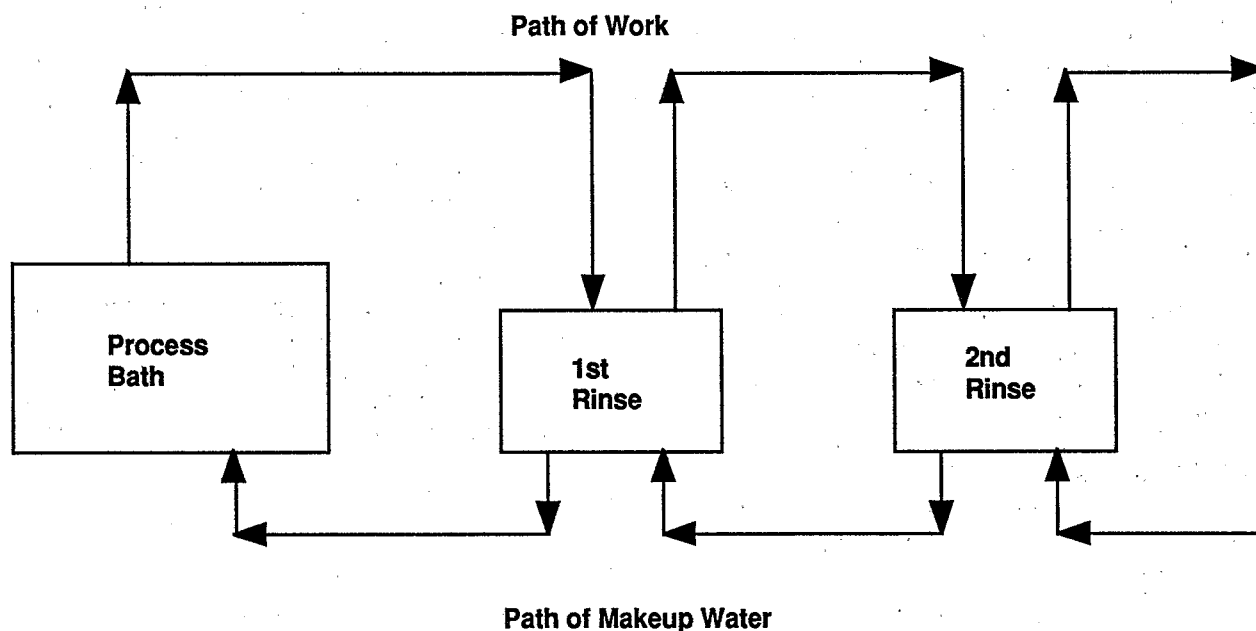 Path of Work
Process
Bath
1st
Rinse
2nd
Rinse
Path of Makeup Water